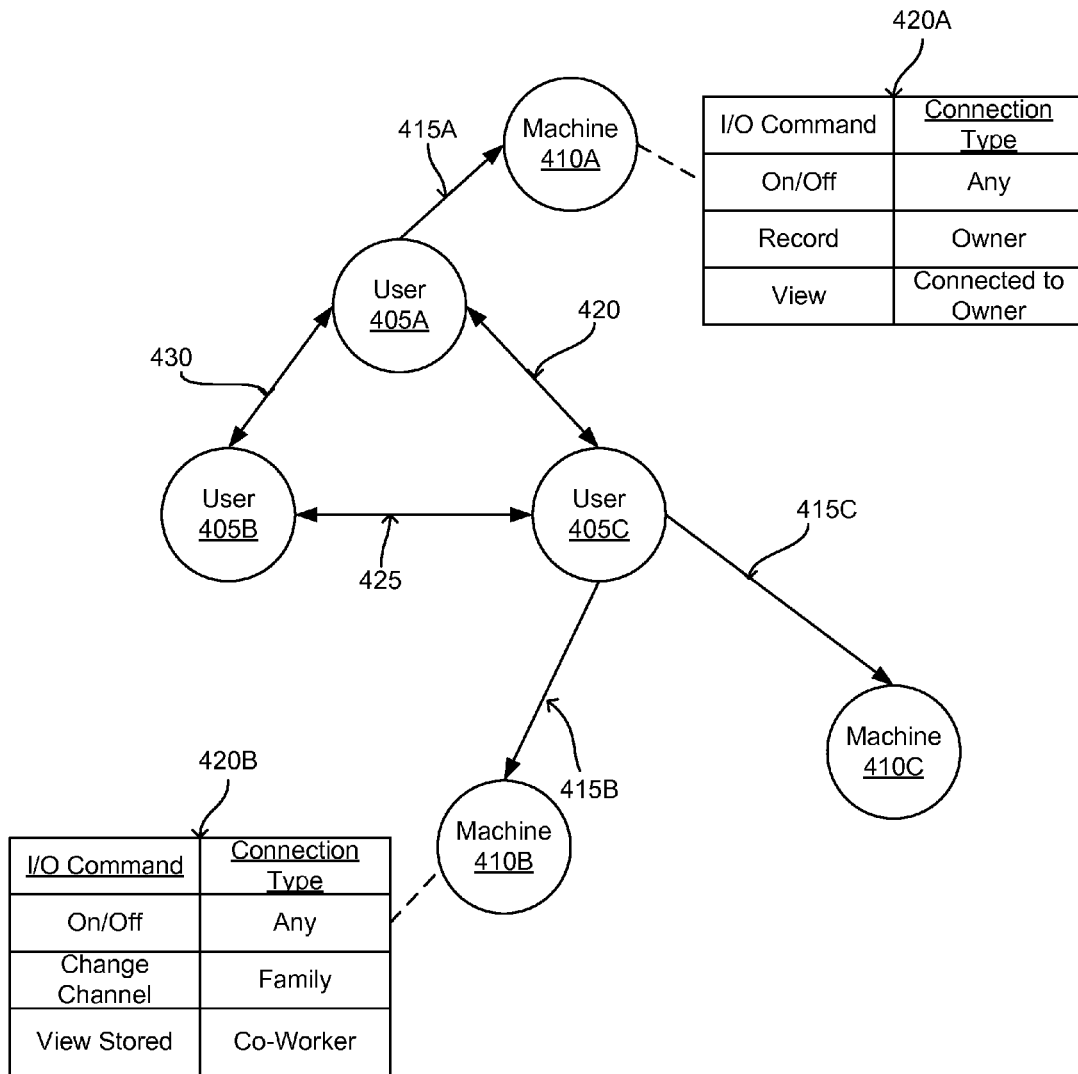 420A
Machine
410A
415A
I/O Command
Connection
Type
On/Off
Any
Record
Owner
View
Connected to
Owner
User
405A
420
430
User
405B
User
405C
425
415C
Machine
410C
415B
420B
Machine
410B
I/O Command
Connection
Type
On/Off
Any
Change
Channel
Family
View Stored
Co-Worker